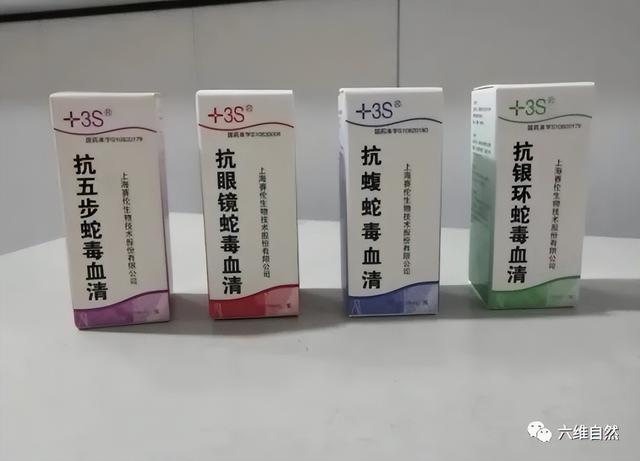 +3S®
抗五步蛇毒血清
上海赛伦生物技术股份有限公司
+3S®
抗眼镜蛇毒血清
上海赛伦生物技术股份有限公司
+3S®
抗蝮蛇毒血清
上海赛伦生物技术股份有限公司
+3S®
抗银环蛇毒血清
上海赛伦生物技术股份有限公司
六维自然